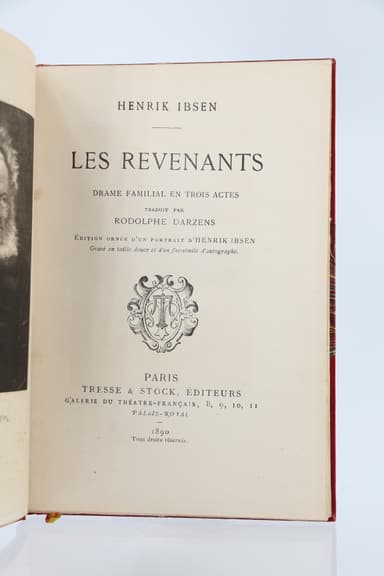 HENRIK IBSEN
LES REVENANTS
DRAME FAMILIAL EN TROIS ACTES
TRADUIT PAR
RODOLPHE DARZENS
ÉDITION ORNÉE D'UN PORTRAIT D'HENRIK IBSEN
Gravé en taille douce et d'un fac-similé d'autographe.
PARIS
TRESSE & STOCK, ÉDITEURS
GALERIE DU THÉATRE-FRANÇAIS, 8, 9, 10, 11
PALAIS-ROYAL
1890
Tous droits réservés.